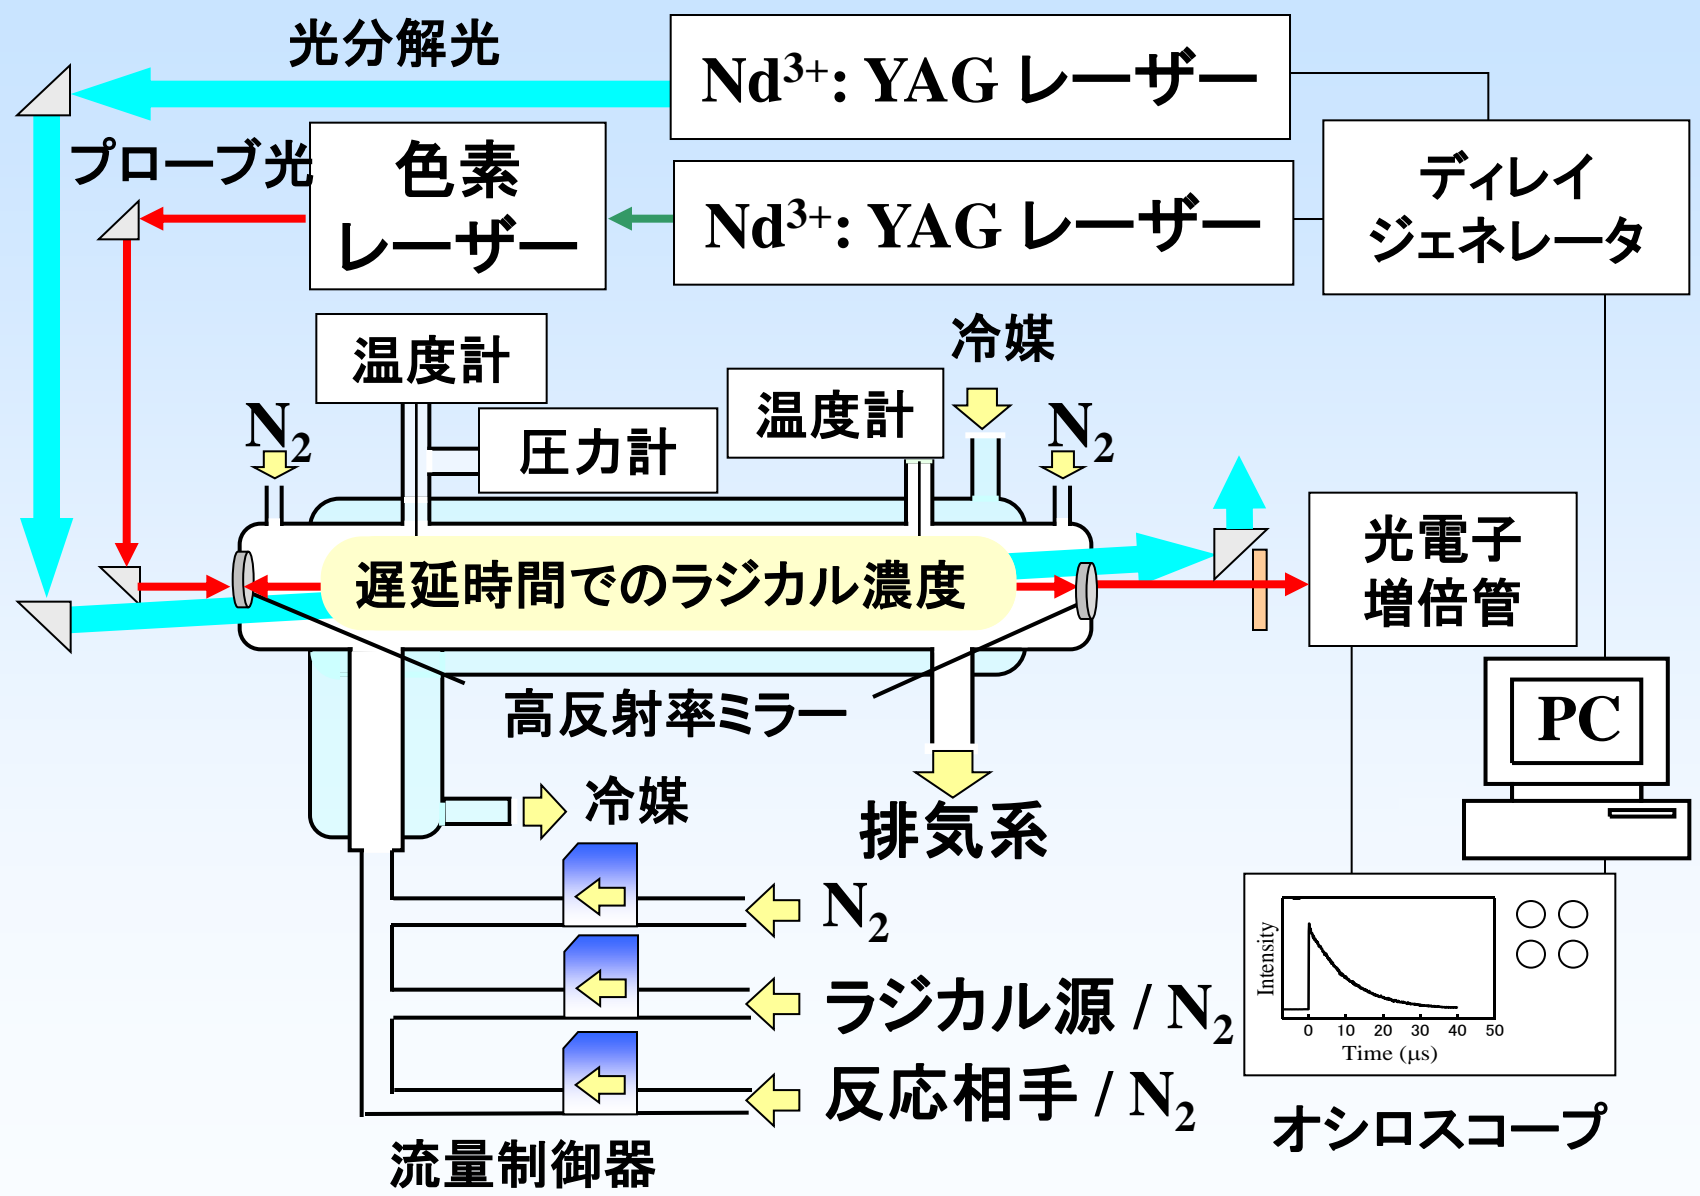 光分解光
Nd³⁺: YAG レーザー
プローブ光
色素
レーザー
Nd³⁺: YAG レーザー
ディレイ
ジェネレータ
温度計
冷媒
温度計
N₂
圧力計
N₂
光電子
増倍管
遅延時間でのラジカル濃度
高反射率ミラー
PC
冷媒
排気系
N₂
Intensity
0 10 20 30 40 50
Time (μs)
ラジカル源 / N₂
反応相手 / N₂
オシロスコープ
流量制御器